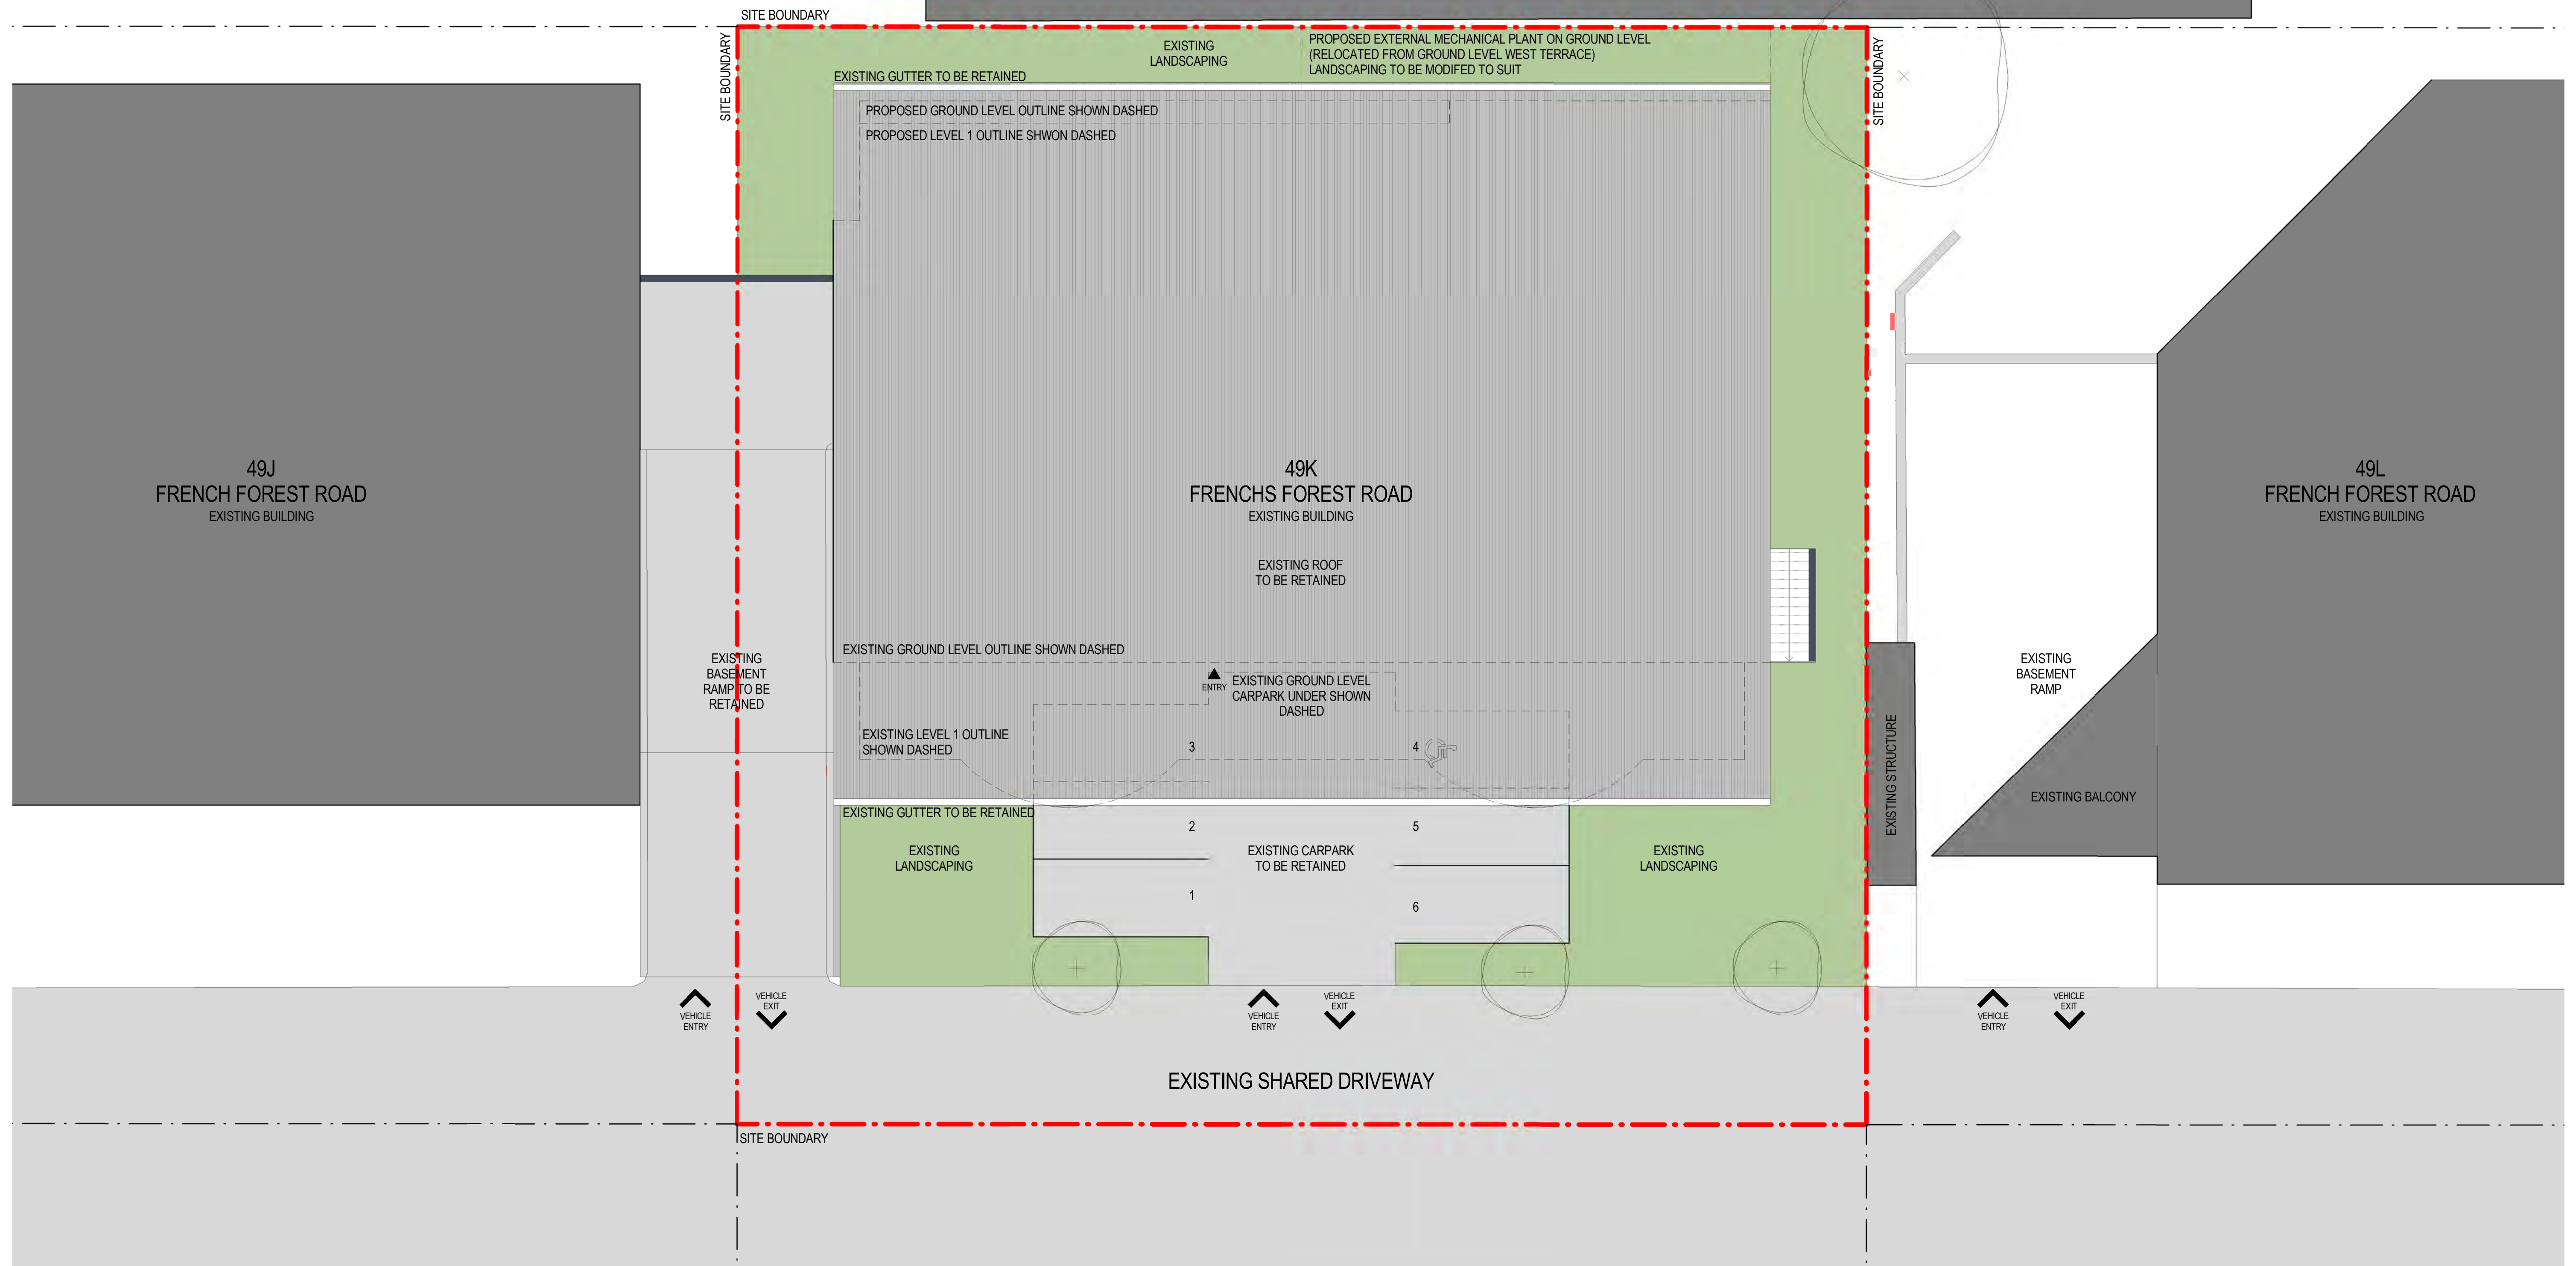 SITE BOUNDARY
SITE BOUNDARY
EXISTING
LANDSCAPING
PROPOSED EXTERNAL MECHANICAL PLANT ON GROUND LEVEL
(RELOCATED FROM GROUND LEVEL WEST TERRACE)
LANDSCAPING TO BE MODIFED TO SUIT
SITE BOUNDARY
EXISTING GUTTER TO BE RETAINED
PROPOSED GROUND LEVEL OUTLINE SHOWN DASHED
PROPOSED LEVEL 1 OUTLINE SHWON DASHED
49J
FRENCH FOREST ROAD
EXISTING BUILDING
49K
FRENCHS FOREST ROAD
EXISTING BUILDING
49L
FRENCH FOREST ROAD
EXISTING BUILDING
EXISTING ROOF
TO BE RETAINED
EXISTING GROUND LEVEL OUTLINE SHOWN DASHED
EXISTING
BASEMENT
RAMP TO BE
RETAINED
ENTRY
EXISTING GROUND LEVEL
CARPARK UNDER SHOWN
DASHED
EXISTING
BASEMENT
RAMP
EXISTING LEVEL 1 OUTLINE
SHOWN DASHED
3
4
EXISTING STRUCTURE
EXISTING BALCONY
EXISTING GUTTER TO BE RETAINED
2
5
EXISTING
LANDSCAPING
EXISTING CARPARK
TO BE RETAINED
EXISTING
LANDSCAPING
1
6
VEHICLE
ENTRY
VEHICLE
EXIT
VEHICLE
ENTRY
VEHICLE
EXIT
VEHICLE
ENTRY
VEHICLE
EXIT
EXISTING SHARED DRIVEWAY
SITE BOUNDARY